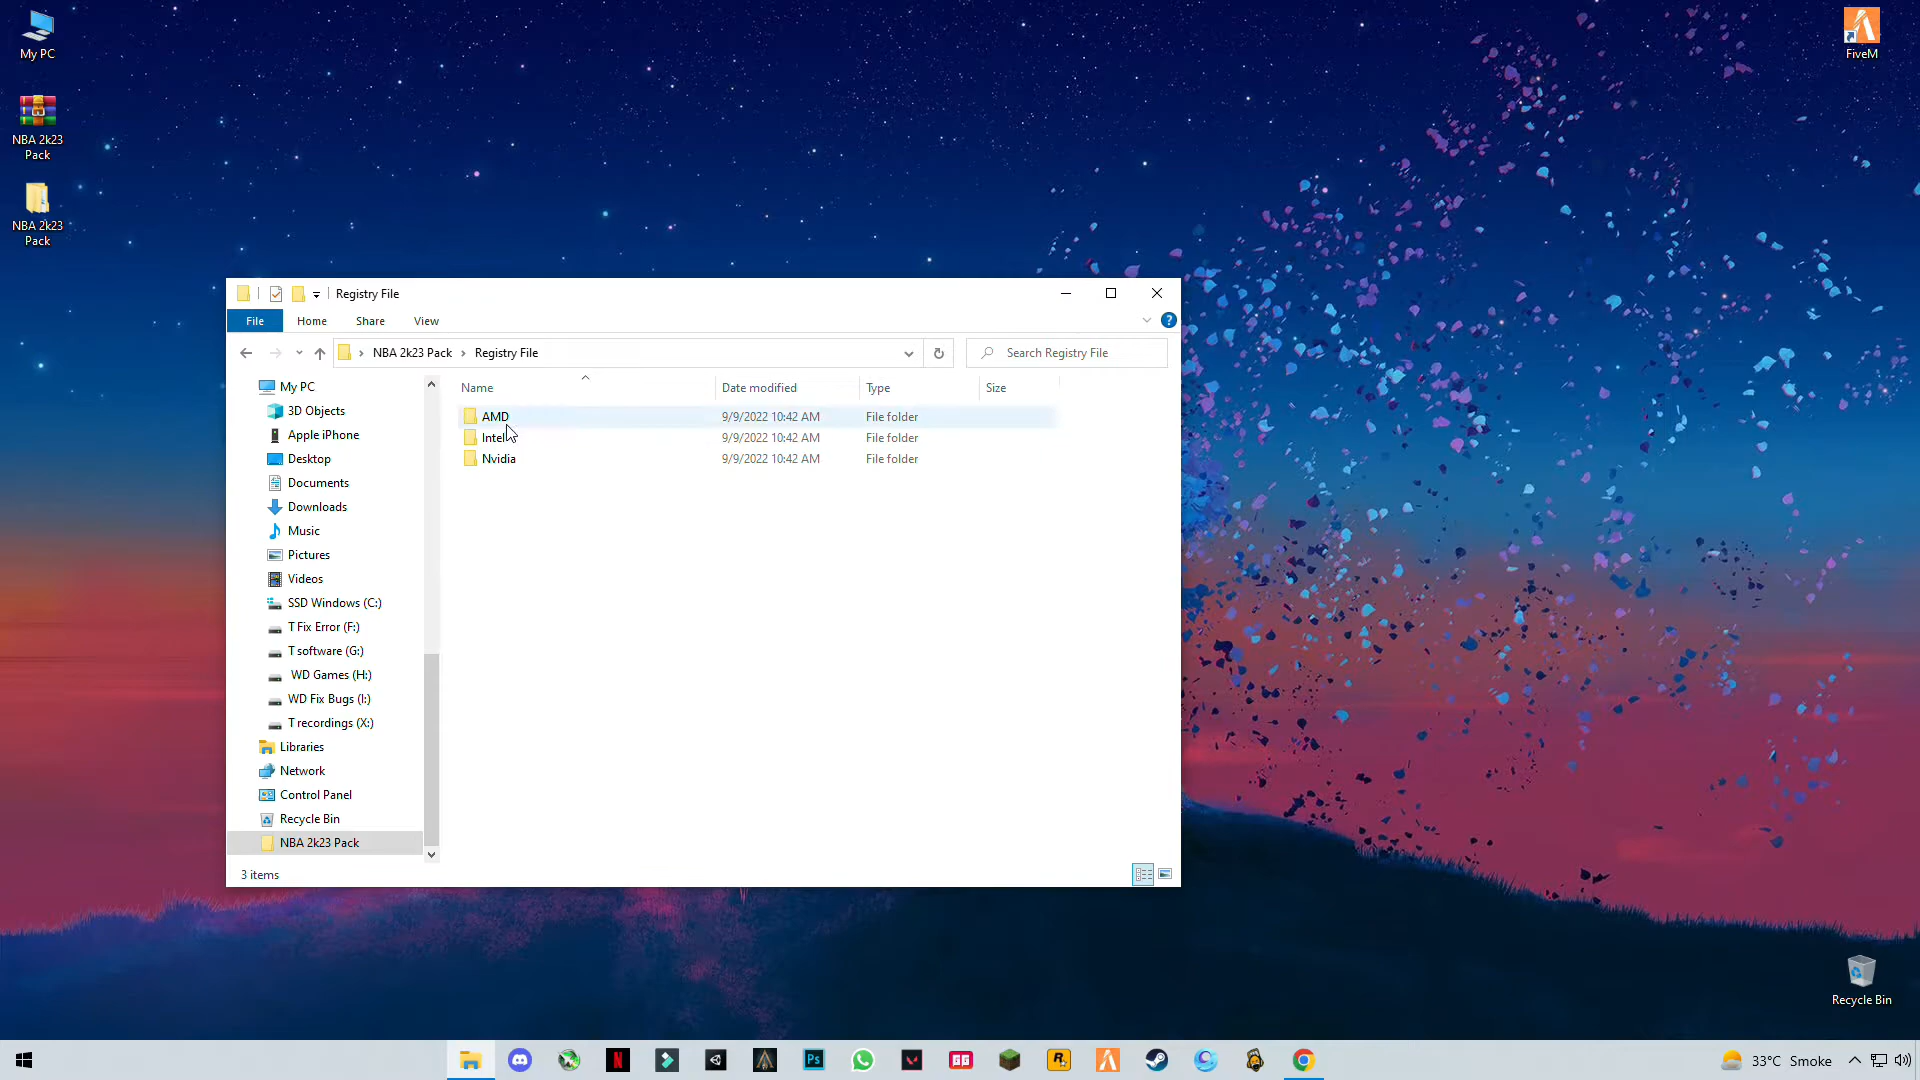 My PC
NBA 2k23
Pack
NBA 2k23
Pack
FiveM
Registry File
File
Home
Share
View
NBA 2k23 Pack
Registry File
Search Registry File
Name
Date modified
Type
Size
AMD
9/9/2022 10:42 AM
File folder
Intel
9/9/2022 10:42 AM
File folder
Nvidia
9/9/2022 10:42 AM
File folder
My PC
3D Objects
Apple iPhone
Desktop
Documents
Downloads
Music
Pictures
Videos
SSD Windows (C:)
T Fix Error (F:)
T software (G:)
WD Games (H:)
WD Fix Bugs (I:)
T recordings (X:)
Libraries
Network
Control Panel
Recycle Bin
NBA 2k23 Pack
3 items
Recycle Bin
Ps
33°C Smoke